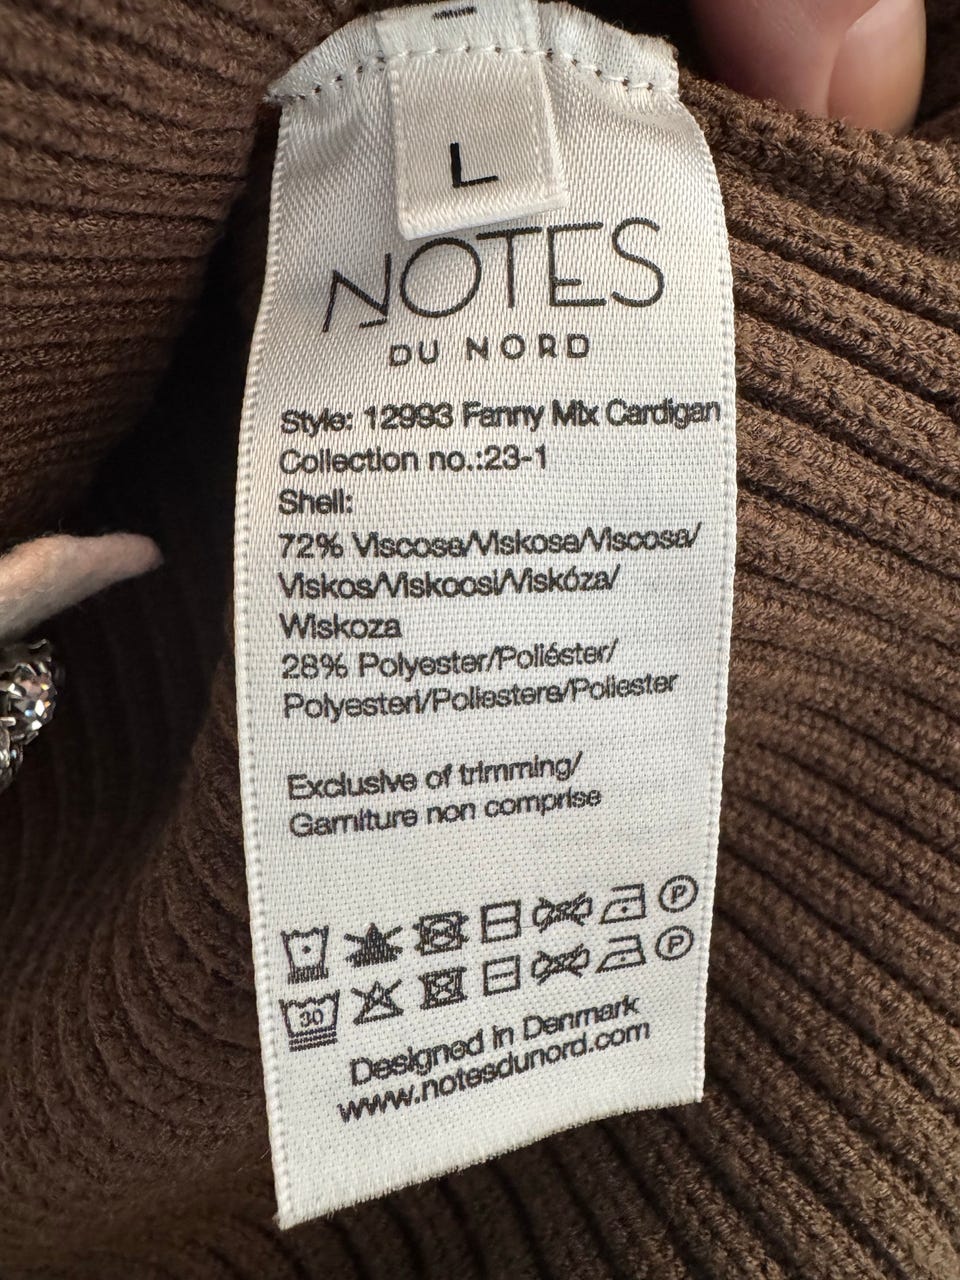 L
NOTES
DU NORD
Style: 12993 Fanny Mix Cardigan
Collection no.:23-1
Shell:
72% Viscose/Viskose/Viscosa/
Viskos/Viskoosi/Viskóza/
Wiskoza
28% Polyester/Poliéster/
Polyesteri/Poliestere/Poliester
Exclusive of trimming/
Garniture non comprise
P
30 P
Designed in Denmark
www.notesdunord.com